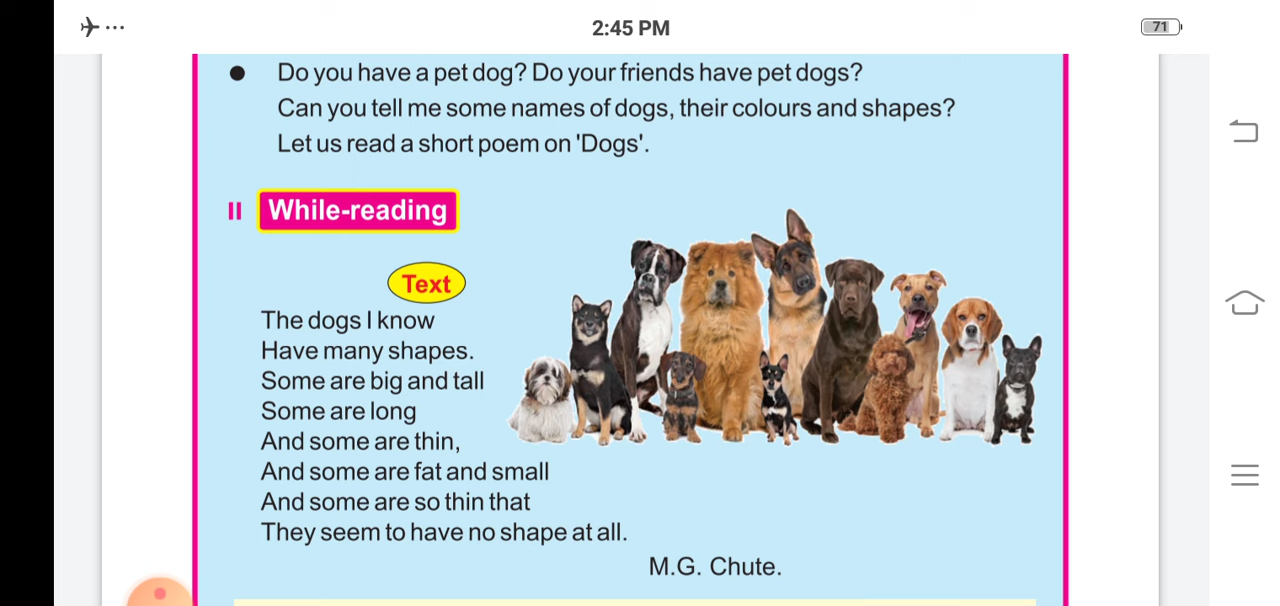 2:45 PM
71
● Do you have a pet dog? Do your friends have pet dogs?
Can you tell me some names of dogs, their colours and shapes?
Let us read a short poem on 'Dogs'.
II While-reading
Text
The dogs I know
Have many shapes.
Some are big and tall
Some are long
And some are thin,
And some are fat and small
And some are so thin that
They seem to have no shape at all.
M.G. Chute.